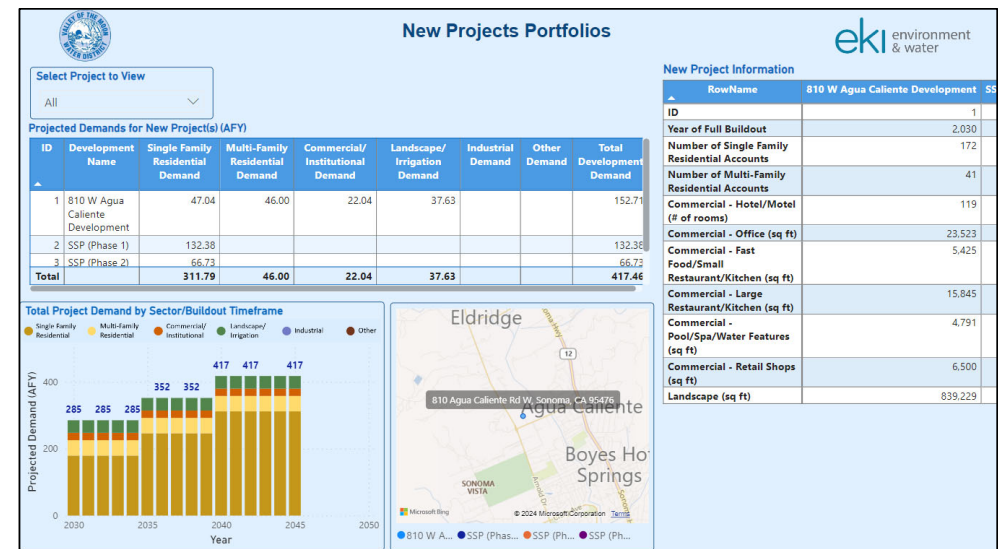 VALLEY OF THE MOON
WATER DISTRICT
New Projects Portfolios
eki environment
& water
Select Project to View
All
Projected Demands for New Project(s) (AFY)
ID Development Name Single Family Residential Demand Multi-Family Residential Demand Commercial/ Institutional Demand Landscape/ Irrigation Demand Industrial Demand Other Demand Total Development Demand
1 810 W Agua Caliente Development 47.04 46.00 22.04 37.63 152.71
2 SSP (Phase 1) 132.38 132.38
3 SSP (Phase 2) 66.73 66.73
Total 311.79 46.00 22.04 37.63 417.46
New Project Information
RowName 810 W Agua Caliente Development SS
ID 1
Year of Full Buildout 2,030
Number of Single Family Residential Accounts 172
Number of Multi-Family Residential Accounts 41
Commercial - Hotel/Motel (# of rooms) 119
Commercial - Office (sq ft) 23,523
Commercial - Fast Food/Small Restaurant/Kitchen (sq ft) 5,425
Commercial - Large Restaurant/Kitchen (sq ft) 15,845
Commercial - Pool/Spa/Water Features (sq ft) 4,791
Commercial - Retail Shops (sq ft) 6,500
Landscape (sq ft) 839,229
Total Project Demand by Sector/Buildout Timeframe
Single Family Residential Multi-Family Residential Commercial/ Institutional Landscape/ Irrigation Industrial Other
Projected Demand (AFY)
400
200
0
285 285 285 352 352 417 417 417
2030 2035 2040 2045 2050
Year
Eldridge
Sonoma Hwy
12
810 Agua Caliente Rd W, Sonoma, CA 95476
Agua Caliente
Boyes Ho
Springs
SONOMA
VISTA
Arnold Dr
Sonoma
Microsoft Bing
© 2024 Microsoft Corporation Terms
810 W A... SSP (Phas... SSP (Ph... SSP (Ph...